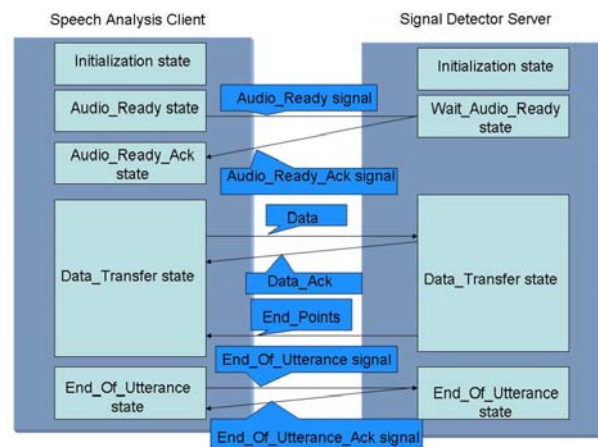 Speech Analysis Client
Signal Detector Server
Initialization state
Initialization state
Audio_Ready state
Audio_Ready signal
Wait_Audio_Ready
state
Audio_Ready_Ack
state
Audio_Ready_Ack signal
Data
Data_Transfer state
Data_Transfer state
Data_Ack
End_Points
End_Of_Utterance signal
End_Of_Utterance
state
End_Of_Utterance
state
End_Of_Utterance_Ack signal